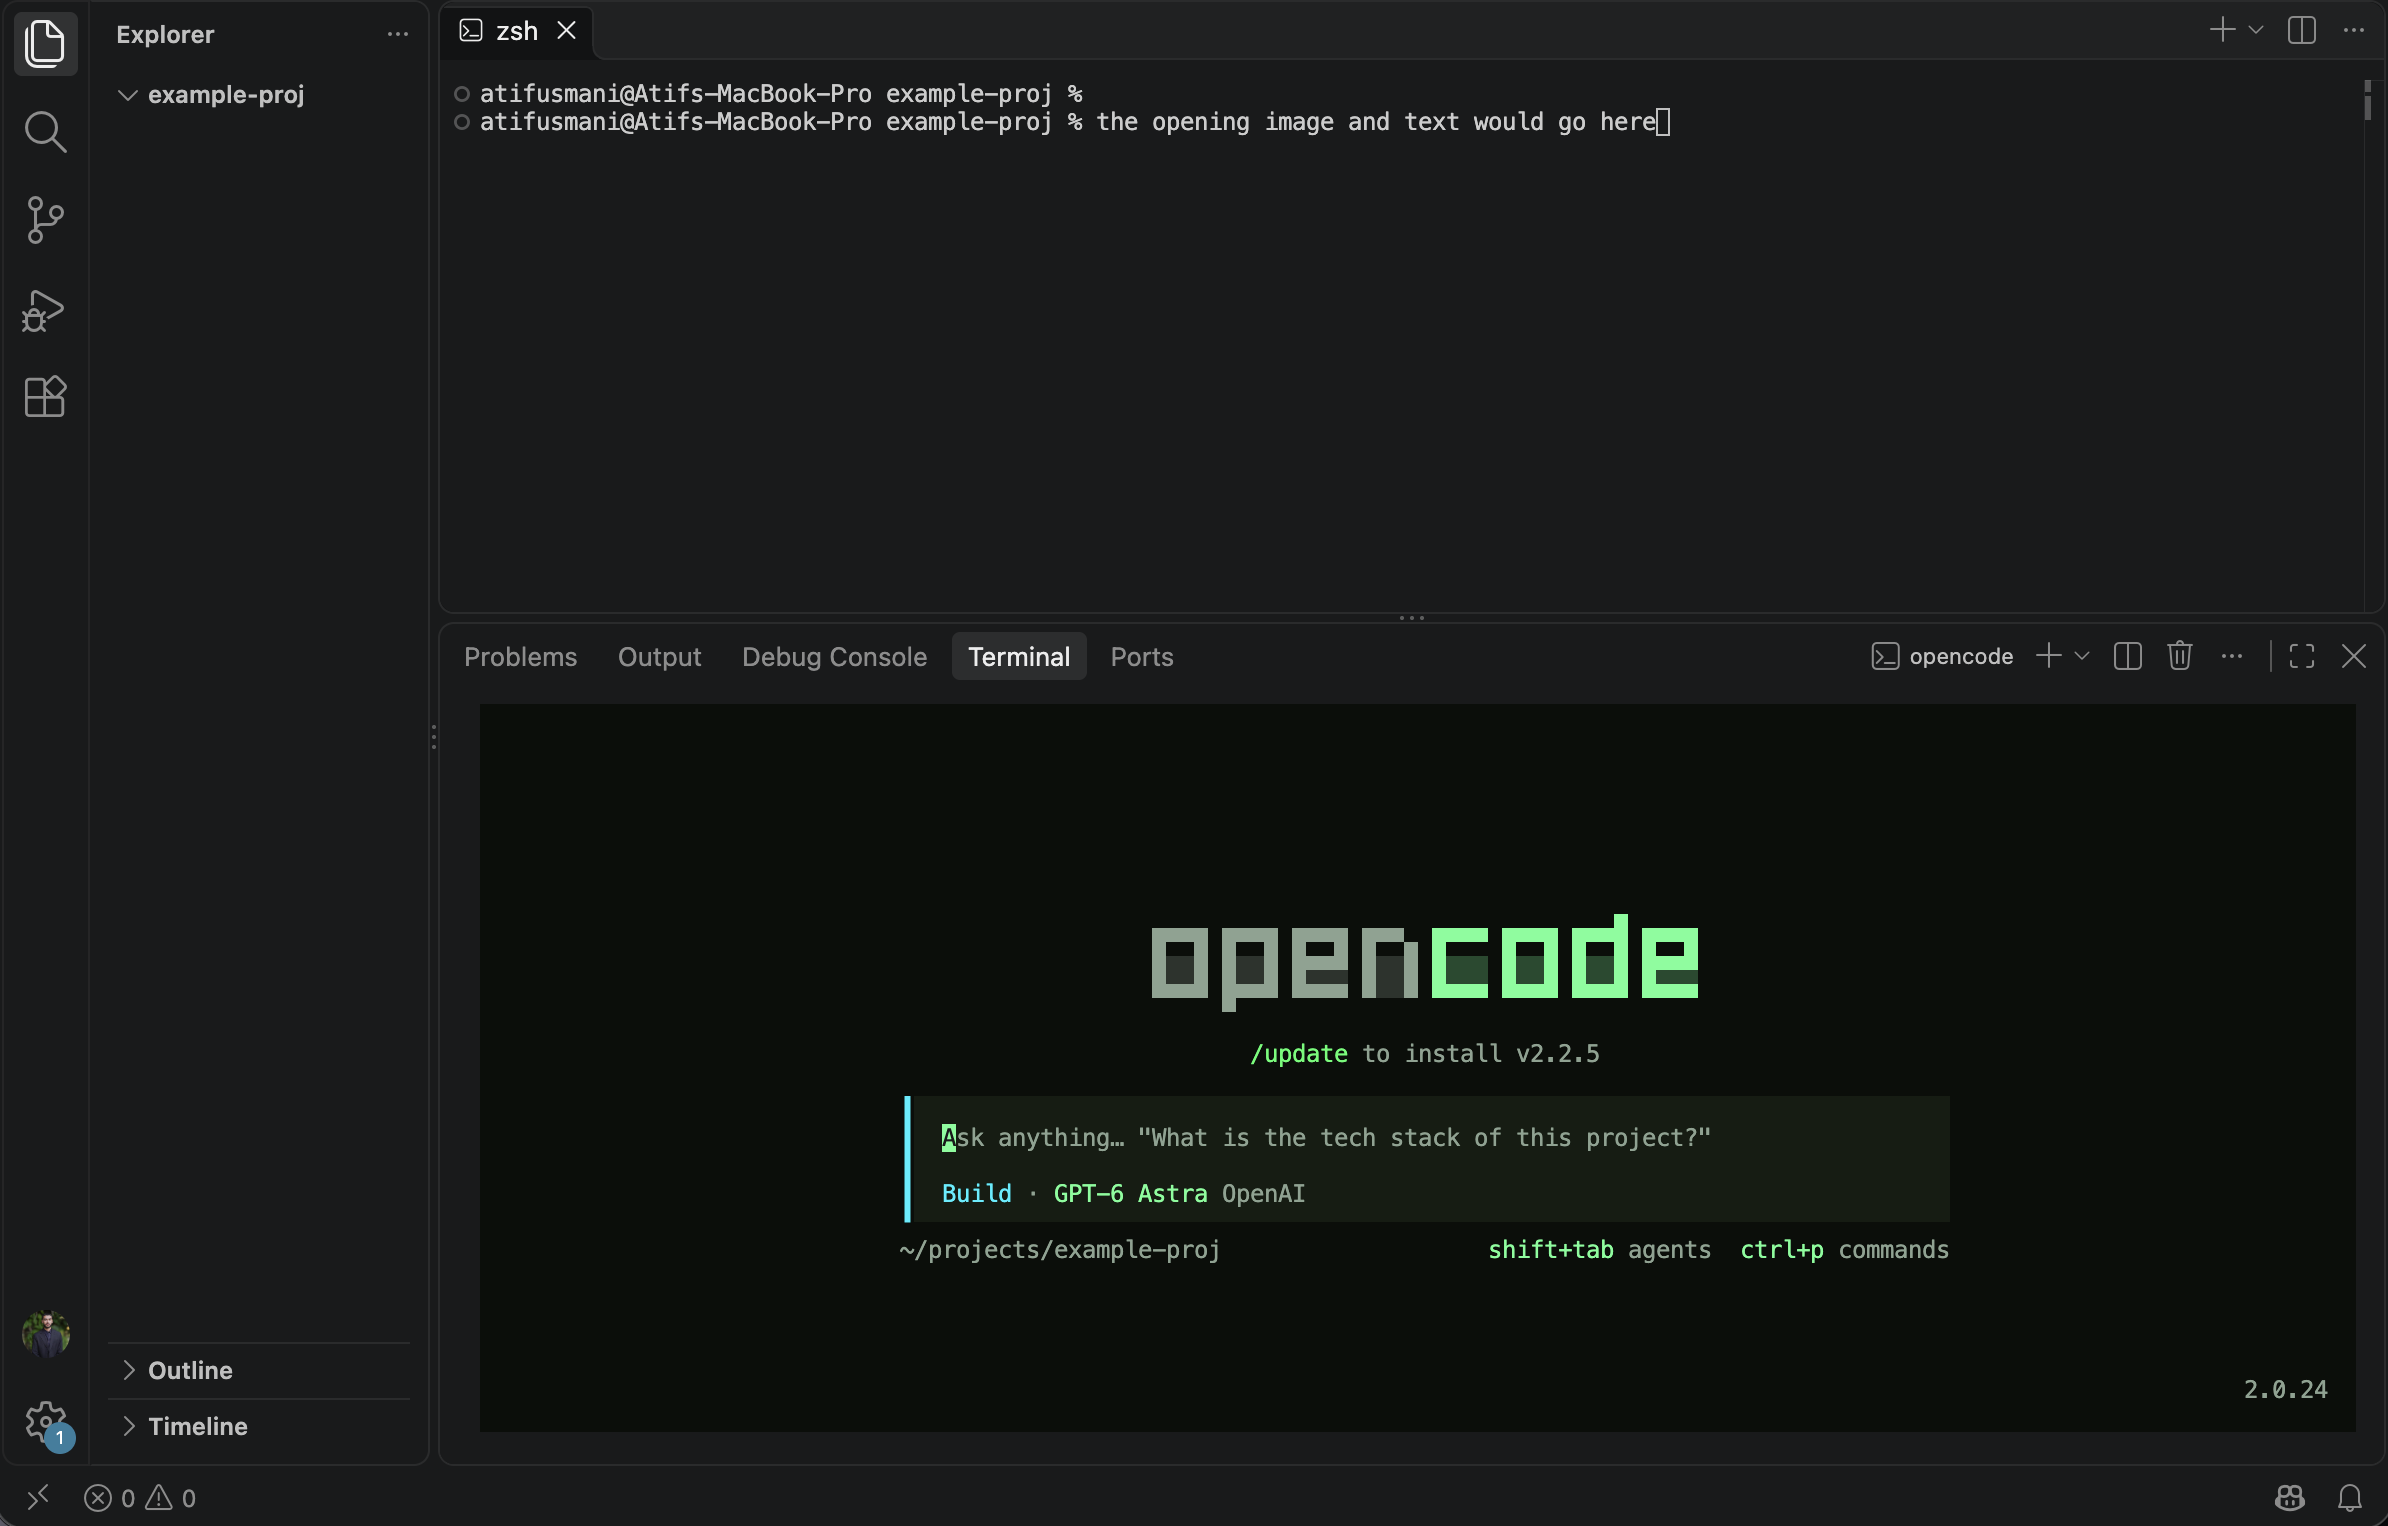 Explorer
example-proj
zsh
atifusmani@Atifs-MacBook-Pro example-proj %
atifusmani@Atifs-MacBook-Pro example-proj % the opening image and text would go here
Problems Output Debug Console Terminal Ports
opencode
opencode
/update to install v2.2.5
Ask anything… "What is the tech stack of this project?"
Build · GPT-6 Astra OpenAI
~/projects/example-proj shift+tab agents ctrl+p commands
2.0.24
Outline
Timeline
1
0 0